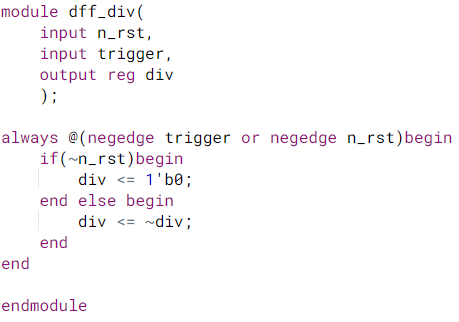 module dff_div(
    input n_rst,
    input trigger,
    output reg div
    );

always @(negedge trigger or negedge n_rst)begin
    if(~n_rst)begin
        div <= 1'b0;
    end else begin
        div <= ~div;
    end
end

endmodule